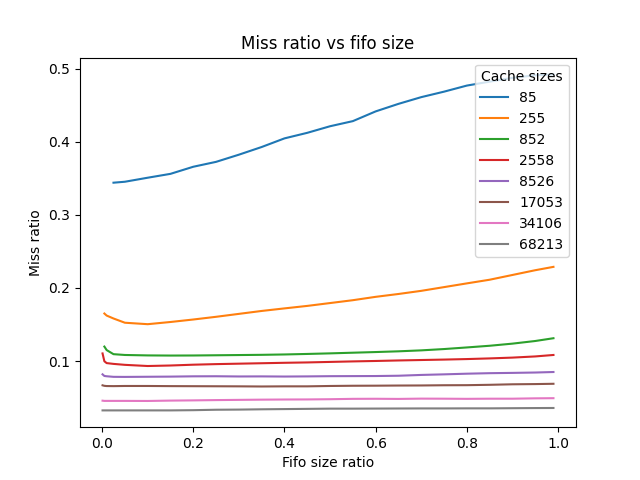 Miss ratio vs fifo size
Cache sizes
85
255
852
2558
8526
17053
34106
68213
Miss ratio
0.5
0.4
0.3
0.2
0.1
0.0 0.2 0.4 0.6 0.8 1.0
Fifo size ratio